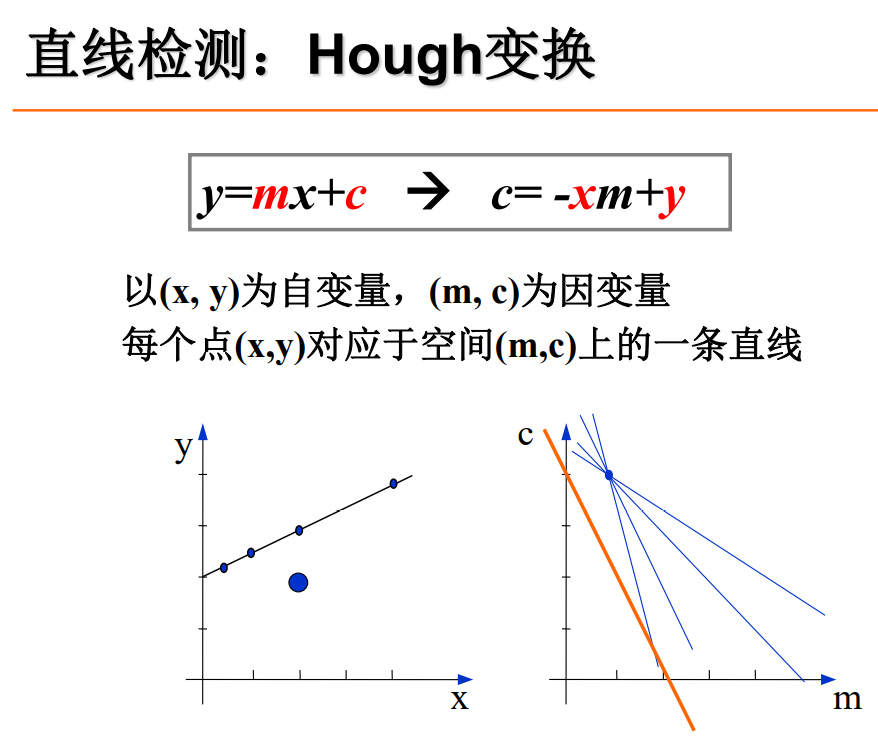 直线检测：Hough变换
y=mx+c → c= -xm+y
以(x, y)为自变量，(m, c)为因变量
每个点(x,y)对应于空间(m,c)上的一条直线
y
x
c
m